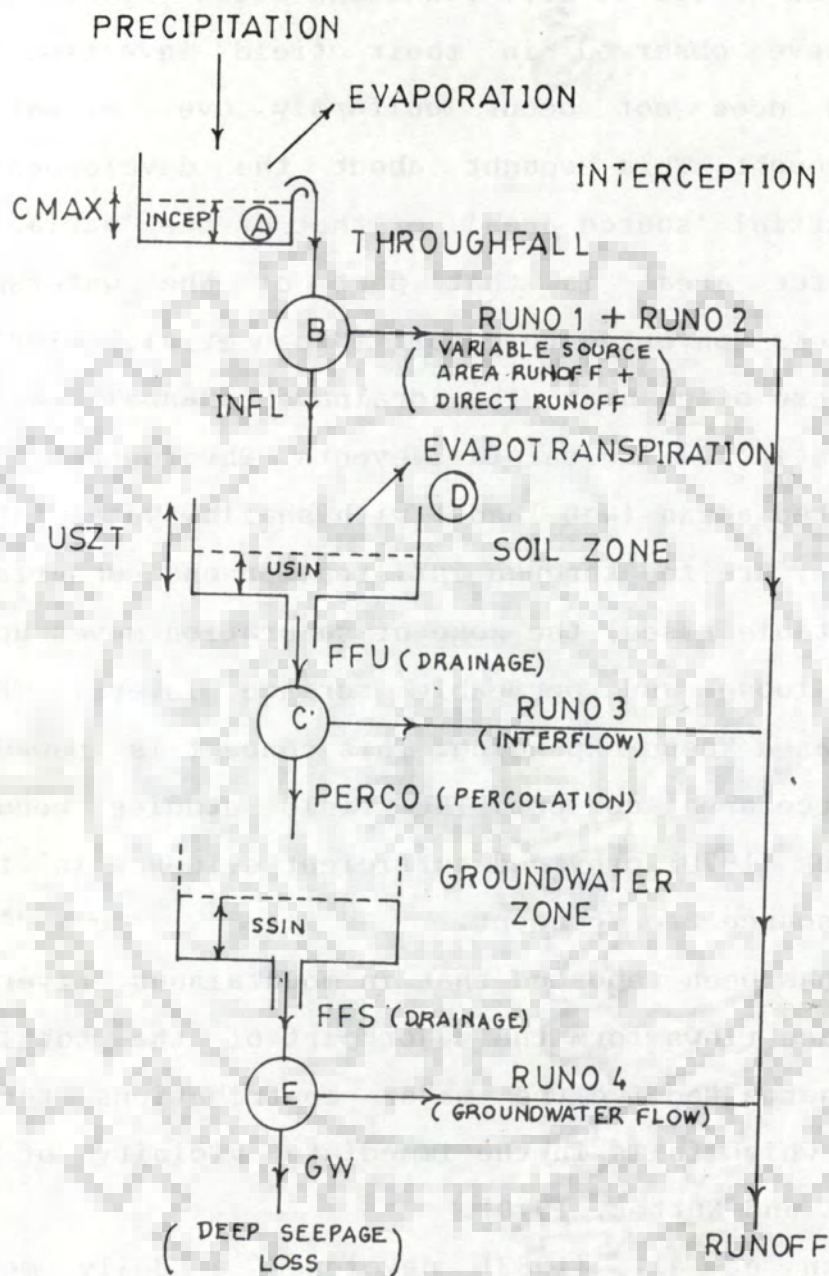 PRECIPITATION
EVAPORATION
INTERCEPTION
CMAX
INCEP
A
THROUGHFALL
B
RUNO 1 + RUNO 2
(VARIABLE SOURCE
AREA RUNOFF +
DIRECT RUNOFF)
INFL
EVAPOTRANSPIRATION
D
USZT
USIN
SOIL ZONE
FFU (DRAINAGE)
C.
RUNO 3
(INTERFLOW)
PERCO (PERCOLATION)
GROUNDWATER
ZONE
SSIN
FFS (DRAINAGE)
E
RUNO 4
(GROUNDWATER FLOW)
GW
(DEEP SEEPAGE
LOSS)
RUNOFF